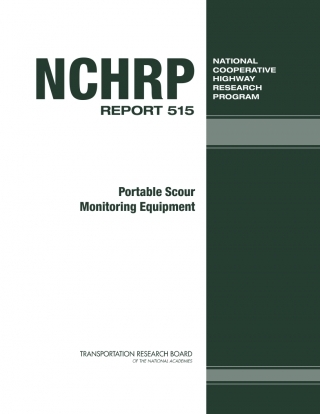 NCHRP
REPORT 515
NATIONAL
COOPERATIVE
HIGHWAY
RESEARCH
PROGRAM
Portable Scour
Monitoring Equipment
TRANSPORTATION RESEARCH BOARD
OF THE NATIONAL ACADEMIES